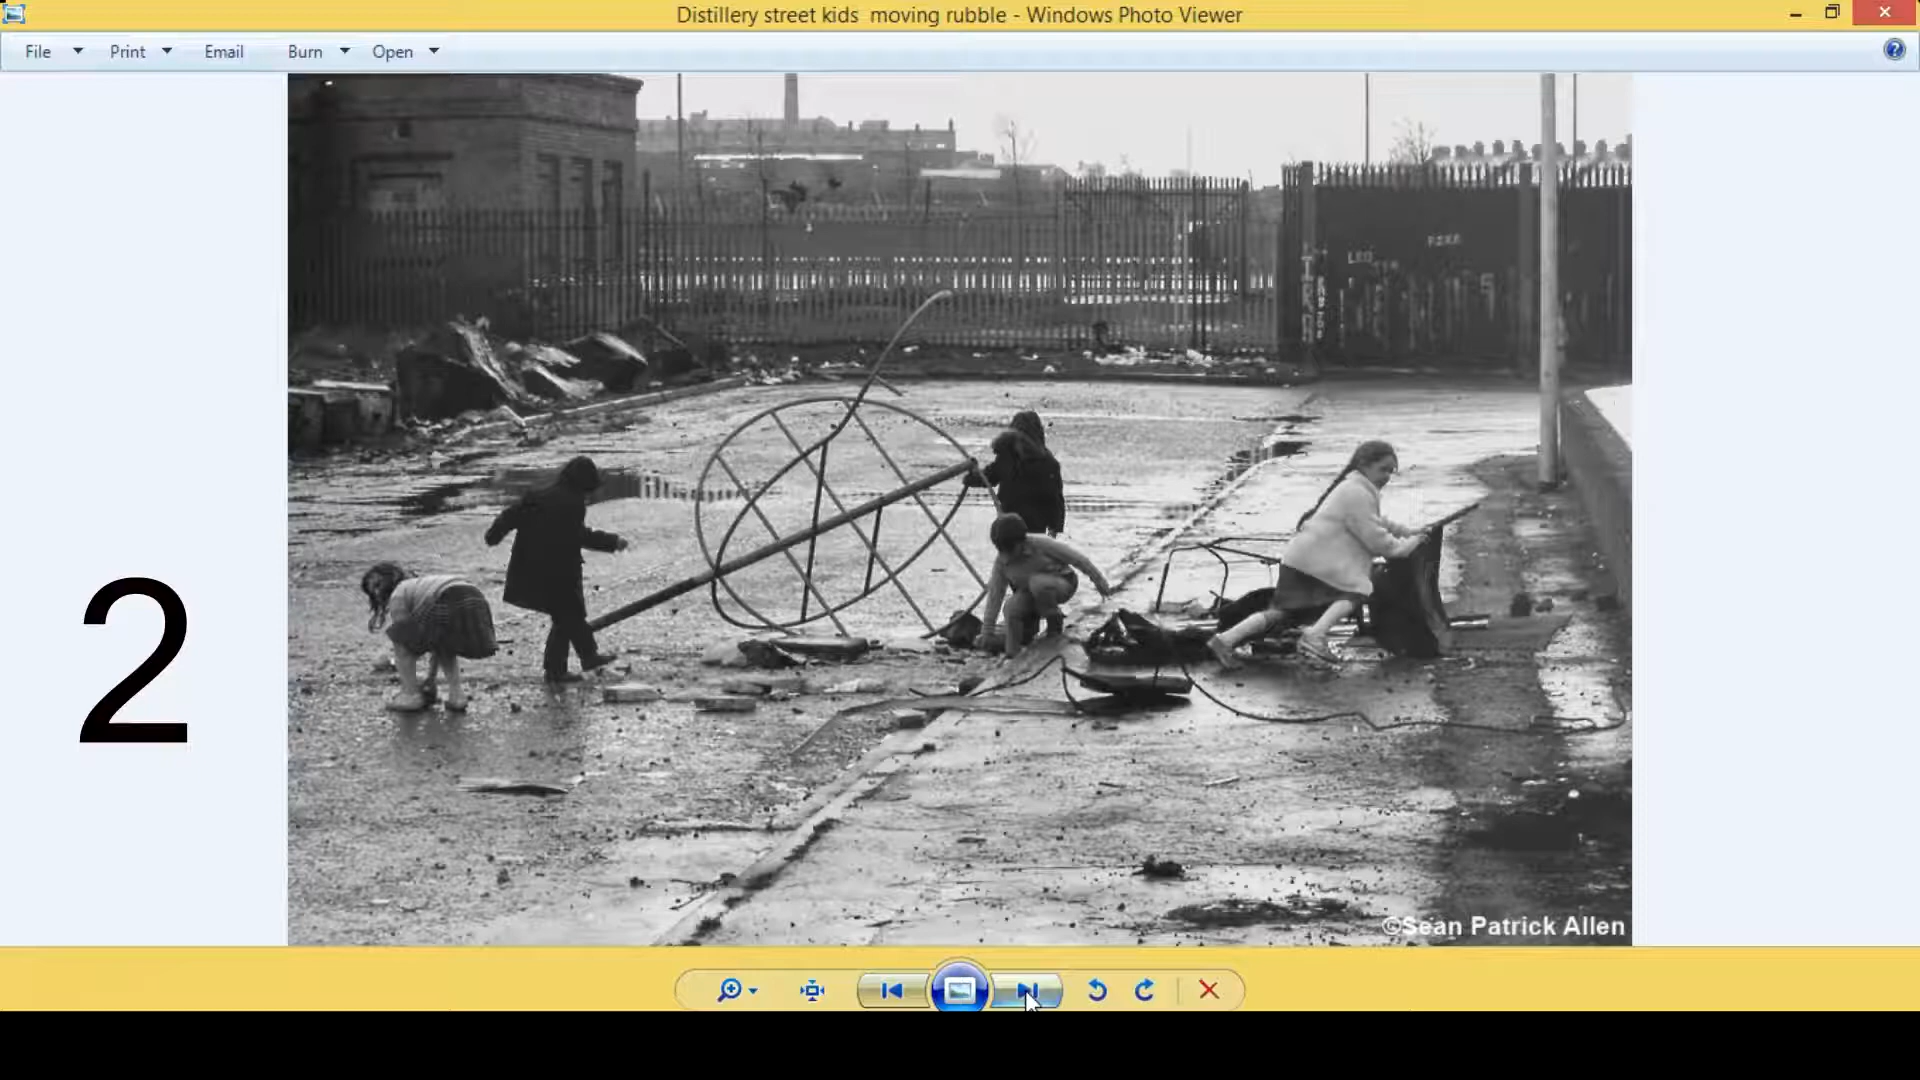 Distillery street kids moving rubble - Windows Photo Viewer
File Print Email Burn Open
2
©Sean Patrick Allen